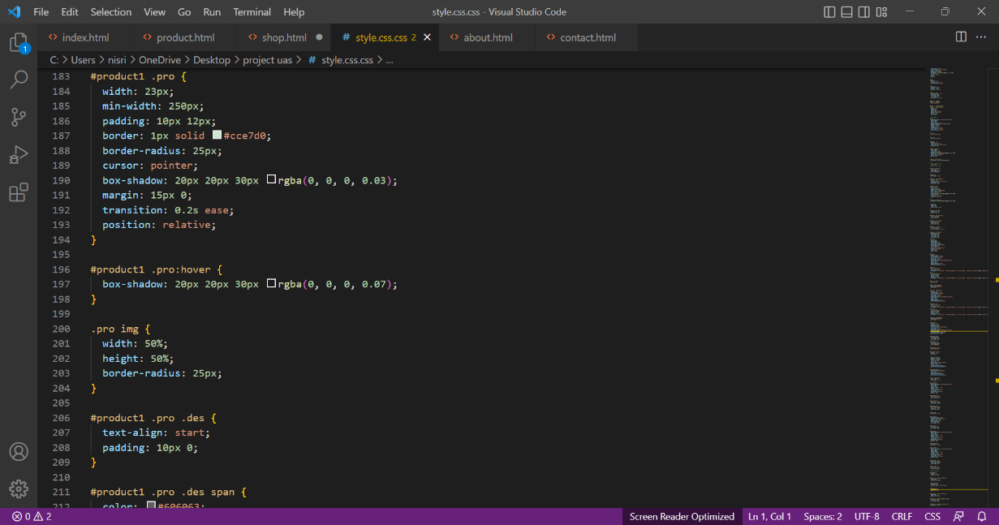 File Edit Selection View Go Run Terminal Help style.css.css - Visual Studio Code
1
<> index.html <> product.html <> shop.html ● # style.css.css 2 × <> about.html <> contact.html
C: > Users > nisri > OneDrive > Desktop > project uas > # style.css.css > ...
183 #product1 .pro {
184 width: 23px;
185 min-width: 250px;
186 padding: 10px 12px;
187 border: 1px solid #cce7d0;
188 border-radius: 25px;
189 cursor: pointer;
190 box-shadow: 20px 20px 30px rgba(0, 0, 0, 0.03);
191 margin: 15px 0;
192 transition: 0.2s ease;
193 position: relative;
194 }
195
196 #product1 .pro:hover {
197 box-shadow: 20px 20px 30px rgba(0, 0, 0, 0.07);
198 }
199
200 .pro img {
201 width: 50%;
202 height: 50%;
203 border-radius: 25px;
204 }
205
206 #product1 .pro .des {
207 text-align: start;
208 padding: 10px 0;
209 }
210
211 #product1 .pro .des span {
212 color: #606063;
0 2 Screen Reader Optimized Ln 1, Col 1 Spaces: 2 UTF-8 CRLF CSS